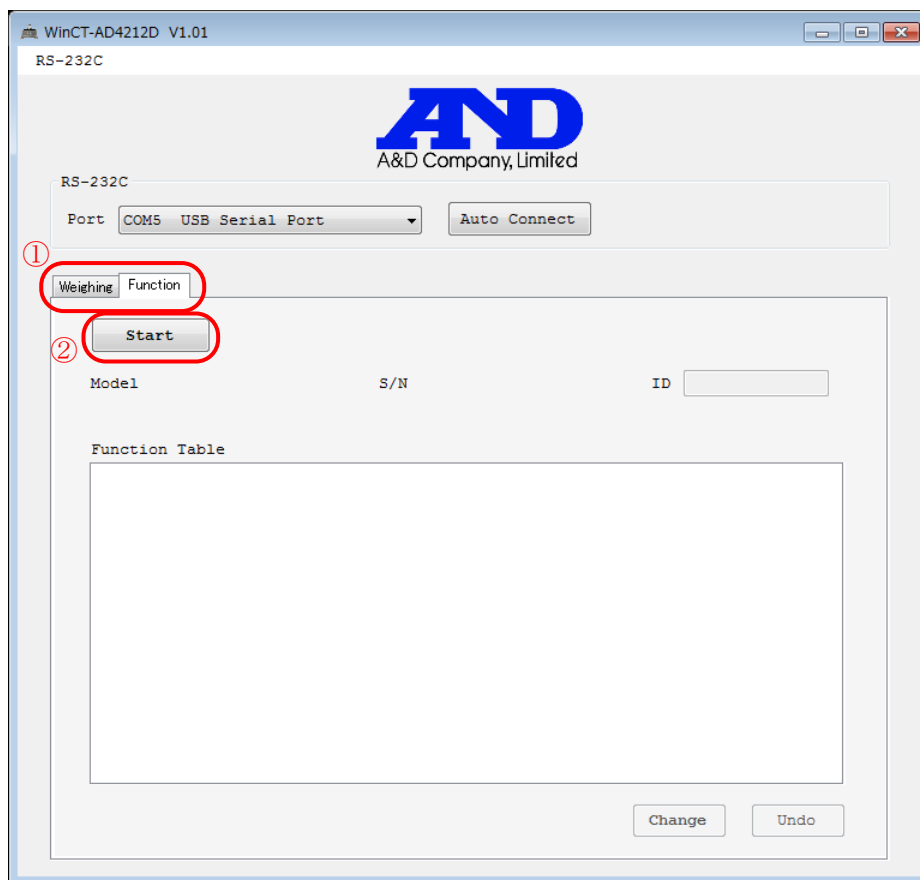 WinCT-AD4212D V1.01
RS-232C
AND
A&D Company, Limited
RS-232C
Port COM5 USB Serial Port Auto Connect
①
Weighing Function
② Start
Model S/N ID
Function Table
Change Undo